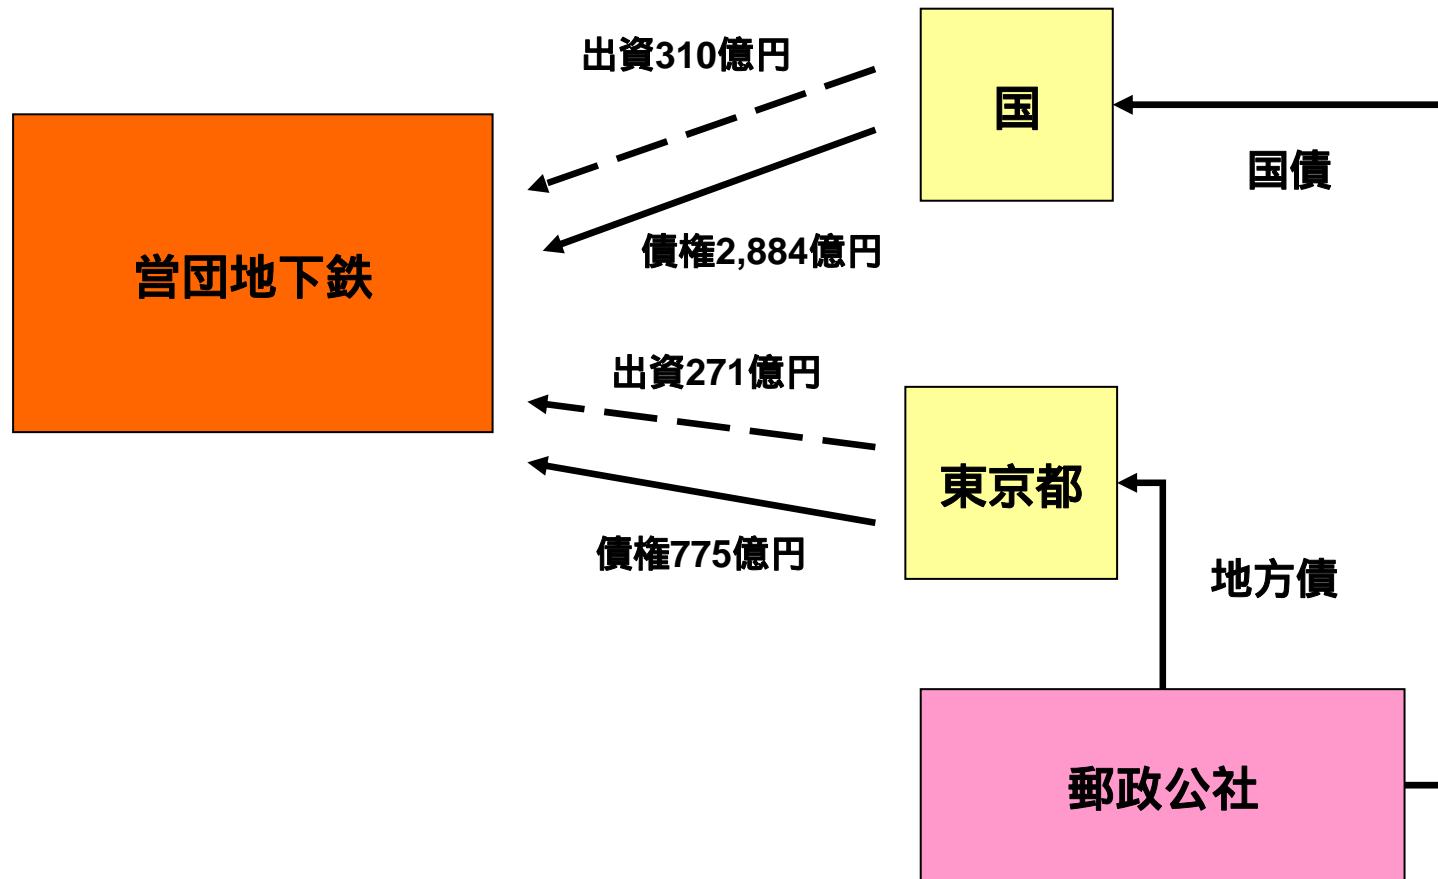 出資310億円
国
国債
債権2,884億円
営団地下鉄
出資271億円
東京都
債権775億円
地方債
郵政公社